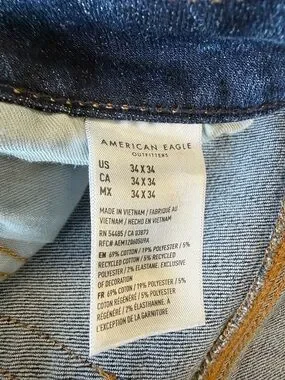 AMERICAN EAGLE
OUTFITTERS
US 34 X 34
CA 34 X 34
MX 34 X 34
MADE IN VIETNAM / FABRIQUÉ AU
VIETNAM / HECHO EN VIETNAM
RN 54485 / CA 03873
EN 69% COTTON / 19% POLYESTER / 5%
RECYCLED COTTON / 5% RECYCLED
POLYESTER / 2% ELASTANE. EXCLUSIVE
OF DECORATION
FR 69% COTON / 19% POLYESTER / 5%
COTON RÉGÉNÉRÉ / 5% POLYESTER
RÉGÉNÉRÉ / 2% ÉLASTHANNE. À
L'EXCEPTION DE LA GARNITURE